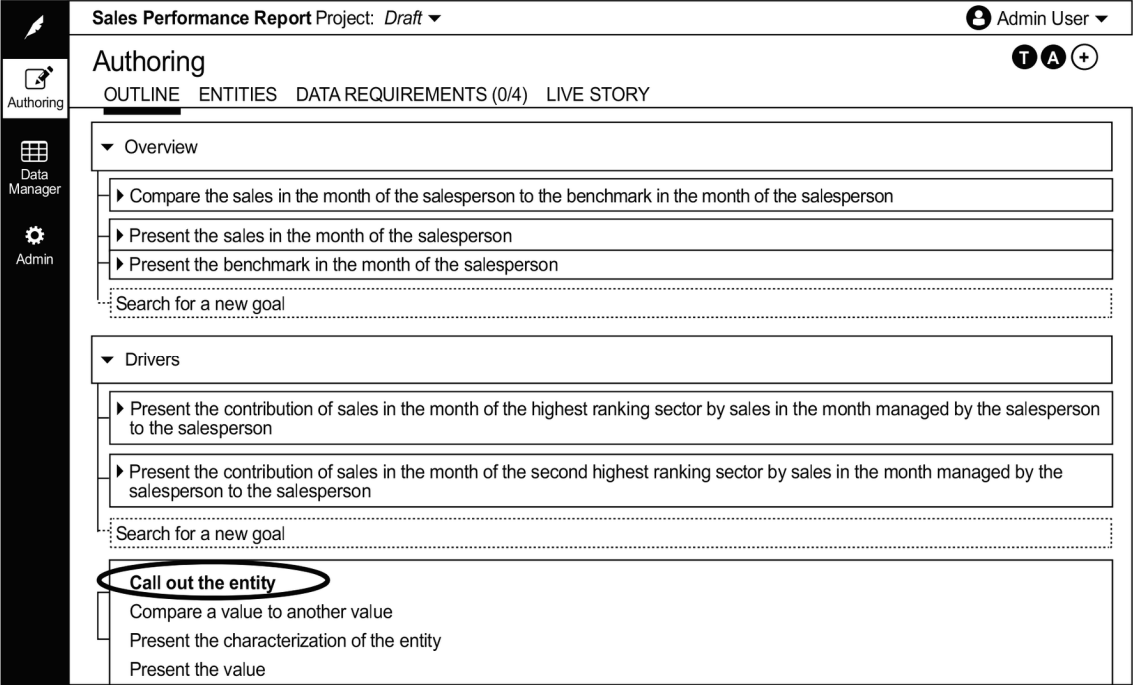 Sales Performance Report Project: Draft
Admin User
Authoring
T A +
OUTLINE ENTITIES DATA REQUIREMENTS (0/4) LIVE STORY
Authoring
Data
Manager
Admin
Overview
Compare the sales in the month of the salesperson to the benchmark in the month of the salesperson
Present the sales in the month of the salesperson
Present the benchmark in the month of the salesperson
Search for a new goal
Drivers
Present the contribution of sales in the month of the highest ranking sector by sales in the month managed by the salesperson
to the salesperson
Present the contribution of sales in the month of the second highest ranking sector by sales in the month managed by the
salesperson to the salesperson
Search for a new goal
Call out the entity
Compare a value to another value
Present the characterization of the entity
Present the value